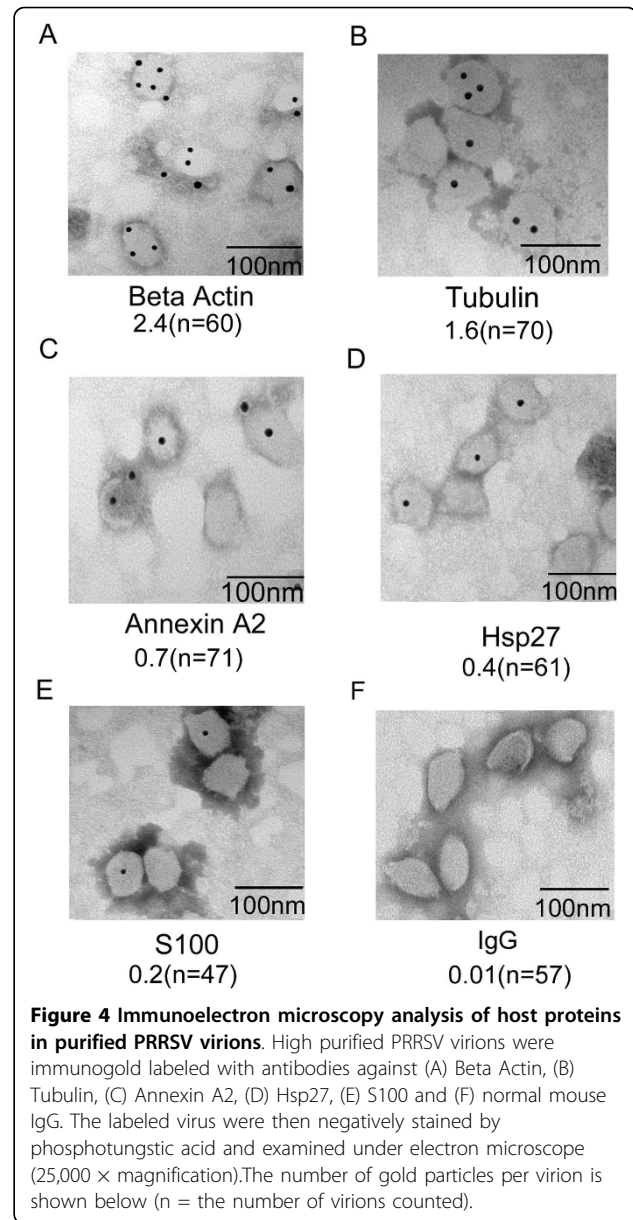 A
B
100nm
100nm
Beta Actin
2.4(n=60)
Tubulin
1.6(n=70)
C
D
100nm
100nm
Annexin A2
0.7(n=71)
Hsp27
0.4(n=61)
E
F
100nm
100nm
S100
0.2(n=47)
IgG
0.01(n=57)
Figure 4 Immunoelectron microscopy analysis of host proteins
in purified PRRSV virions. High purified PRRSV virions were
immunogold labeled with antibodies against (A) Beta Actin, (B)
Tubulin, (C) Annexin A2, (D) Hsp27, (E) S100 and (F) normal mouse
IgG. The labeled virus were then negatively stained by
phosphotungstic acid and examined under electron microscope
(25,000 × magnification).The number of gold particles per virion is
shown below (n = the number of virions counted).